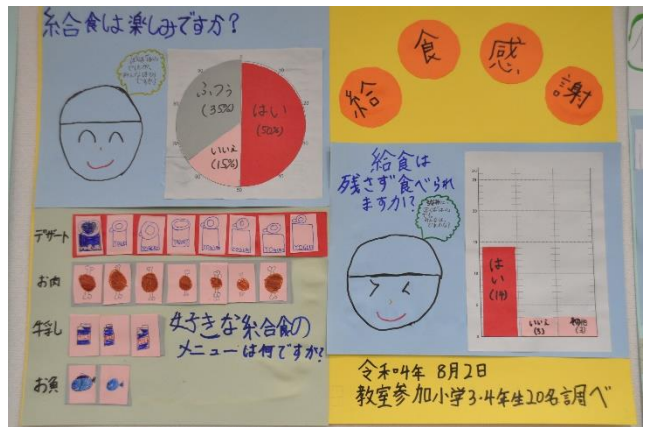 給食は楽しみですか?
ふつう
(35%)
はい
(50%)
いいえ
(15%)
給
食
感
謝
給食は
残さず食べられ
ますか!?
はい
(14)
いいえ
(3)
デザート
お肉
牛乳
お魚
好きな給食の
メニューは何ですか?
令和4年 8月2日
教室参加小学3・4年生20名調べ